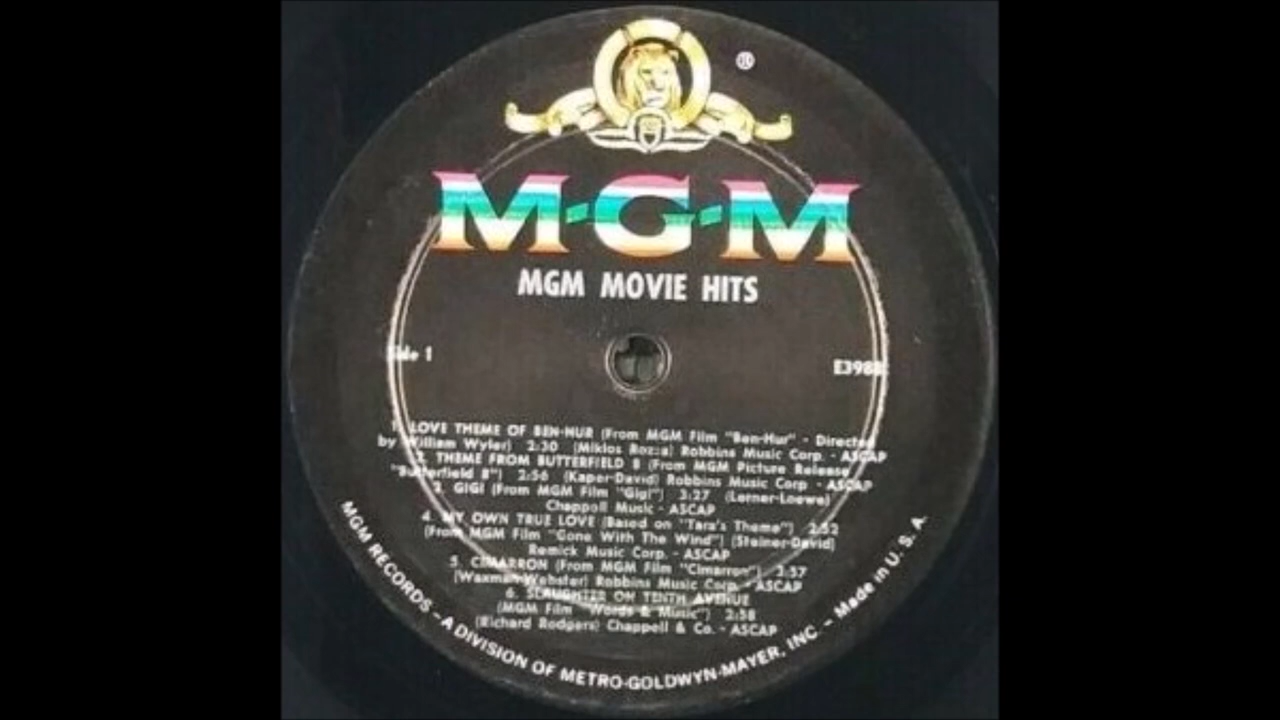 ®
M-G-M
MGM MOVIE HITS
Side 1
E3988
1. LOVE THEME OF BEN-HUR (From MGM Film "Ben-Hur" - Directed
by William Wyler) 2:30 (Miklos Rozsa) Robbins Music Corp. - ASCAP
2. THEME FROM BUTTERFIELD 8 (From MGM Picture Release
"Butterfield 8") 2:56 (Kaper-David) Robbins Music Corp - ASCAP
3. GIGI (From MGM Film "Gigi") 3:27 (Lerner-Loewe)
Chappell Music - ASCAP
4. MY OWN TRUE LOVE (Based on "Tara's Theme") 2:52
(From MGM Film "Gone With The Wind") (Steiner-David)
Remick Music Corp. - ASCAP
5. CIMARRON (From MGM Film "Cimarron") 2:57
(Waxman-Webster) Robbins Music Corp. - ASCAP
6. SLAUGHTER ON TENTH AVENUE
(MGM Film "Words & Music") 2:58
(Richard Rodgers) Chappell & Co. - ASCAP
MGM RECORDS - A DIVISION OF METRO-GOLDWYN-MAYER, INC. - Made in U. S. A.